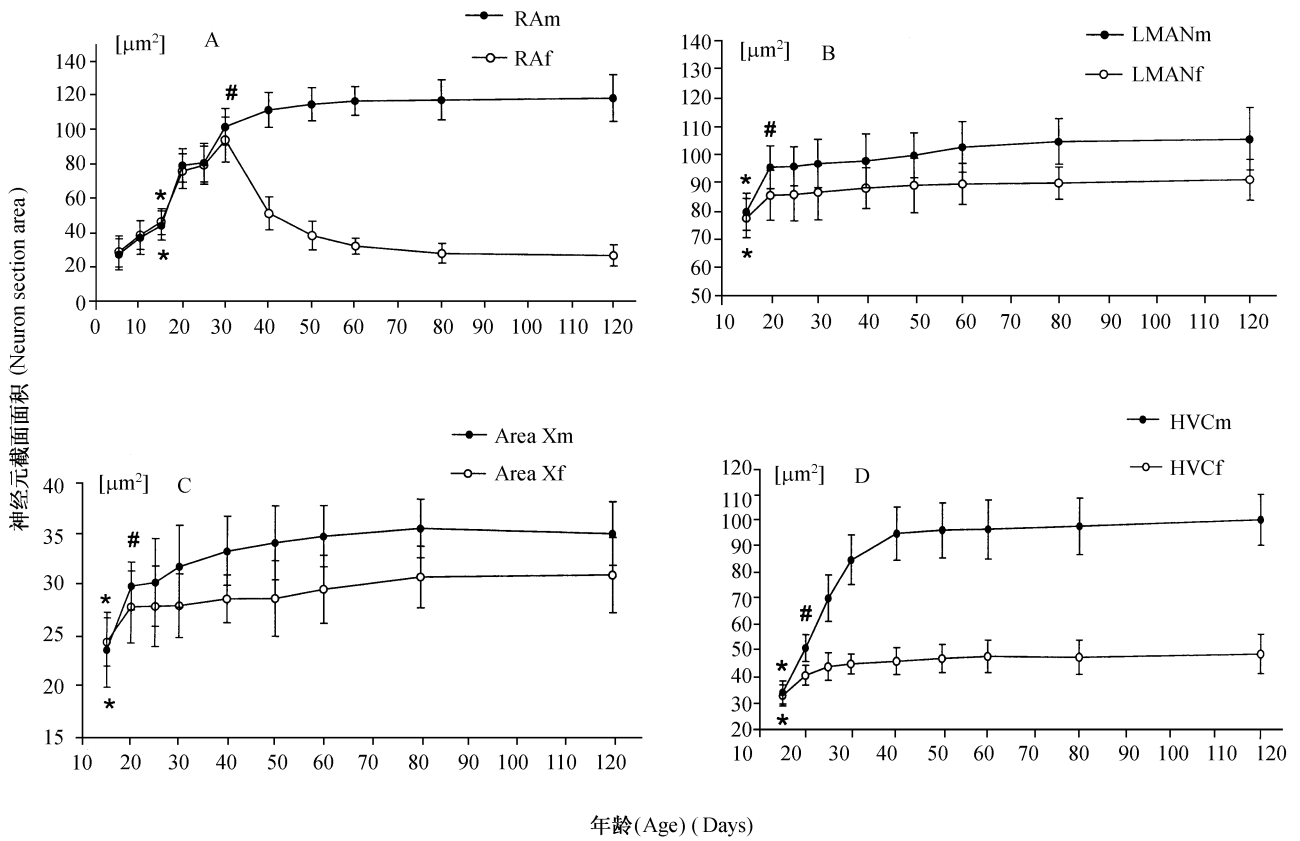 神经元截面面积 (Neuron section area)
[μm²] A
RAm
RAf
#
*
*
140
120
100
80
60
40
20
0
0 10 20 30 40 50 60 70 80 90 100 110 120
[μm²] B
LMANm
LMANf
#
*
*
140
130
120
110
100
90
80
70
60
50
10 20 30 40 50 60 70 80 90 100 110 120
[μm²] C
Area Xm
Area Xf
#
*
*
40
35
30
25
20
15
10 20 30 40 50 60 70 80 90 100 110 120
[μm²] D
HVCm
HVCf
#
*
*
120
110
100
90
80
70
60
50
40
30
20
10 20 30 40 50 60 70 80 90 100 110 120
年龄(Age) ( Days)